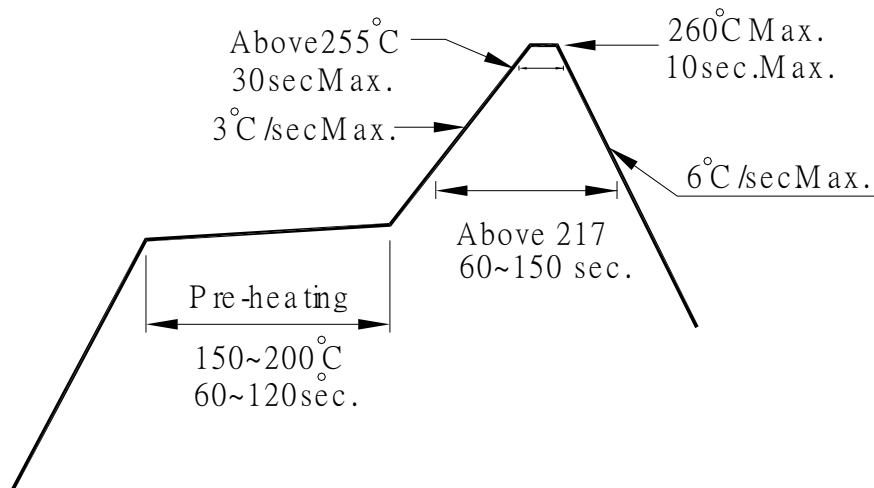 Above255°C
30secMax.
260°C Max.
10sec.Max.
3°C/secMax.
6°C/secMax.
Above 217
60~150 sec.
Pre-heating
150~200°C
60~120sec.